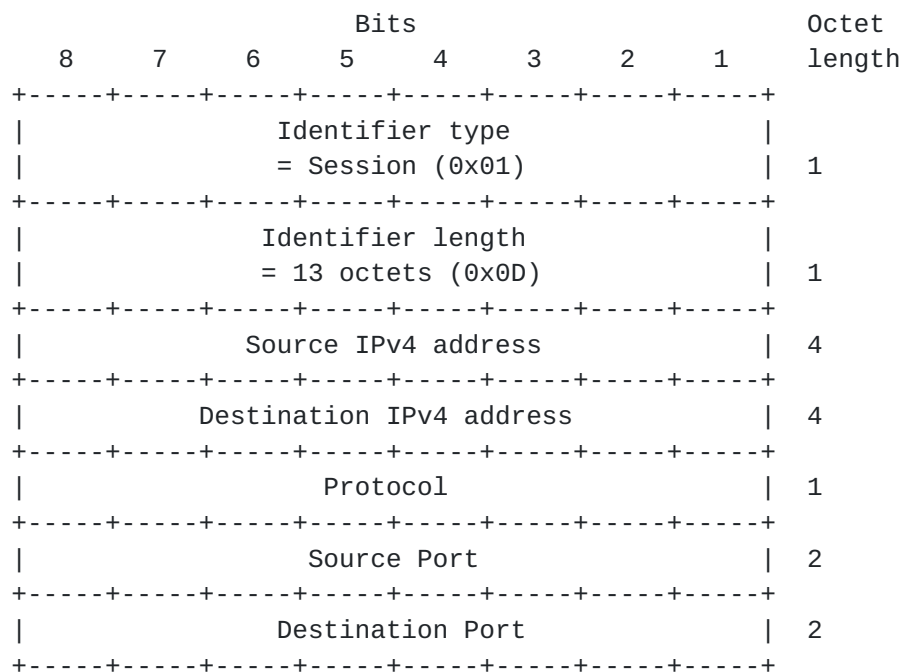 Bits Octet
8 7 6 5 4 3 2 1 length
+-----+-----+-----+-----+-----+-----+-----+-----+
| Identifier type |
| = Session (0x01) | 1
+-----+-----+-----+-----+-----+-----+-----+-----+
| Identifier length |
| = 13 octets (0x0D) | 1
+-----+-----+-----+-----+-----+-----+-----+-----+
| Source IPv4 address | 4
+-----+-----+-----+-----+-----+-----+-----+-----+
| Destination IPv4 address | 4
+-----+-----+-----+-----+-----+-----+-----+-----+
| Protocol | 1
+-----+-----+-----+-----+-----+-----+-----+-----+
| Source Port | 2
+-----+-----+-----+-----+-----+-----+-----+-----+
| Destination Port | 2
+-----+-----+-----+-----+-----+-----+-----+-----+